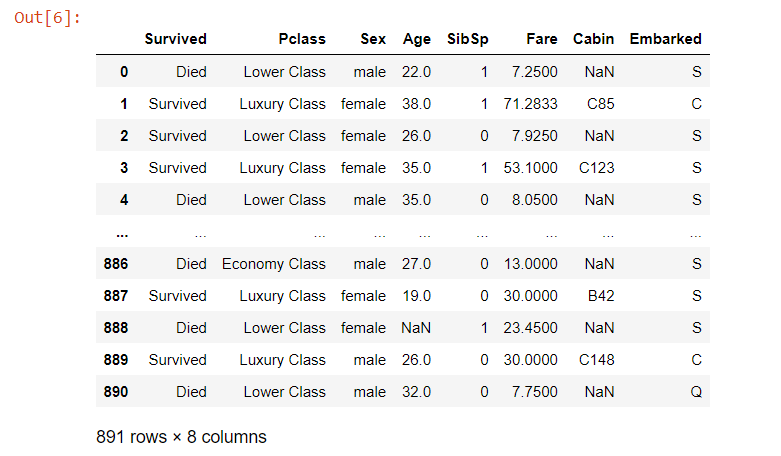 Out[6]:
Survived Pclass Sex Age SibSp Fare Cabin Embarked
0 Died Lower Class male 22.0 1 7.2500 NaN S
1 Survived Luxury Class female 38.0 1 71.2833 C85 C
2 Survived Lower Class female 26.0 0 7.9250 NaN S
3 Survived Luxury Class female 35.0 1 53.1000 C123 S
4 Died Lower Class male 35.0 0 8.0500 NaN S
... ... ... ... ... ... ... ... ...
886 Died Economy Class male 27.0 0 13.0000 NaN S
887 Survived Luxury Class female 19.0 0 30.0000 B42 S
888 Died Lower Class female NaN 1 23.4500 NaN S
889 Survived Luxury Class male 26.0 0 30.0000 C148 C
890 Died Lower Class male 32.0 0 7.7500 NaN Q
891 rows × 8 columns